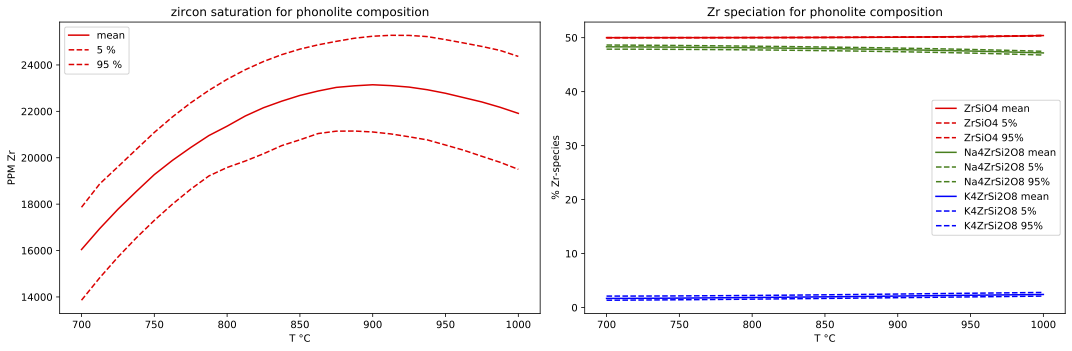 zircon saturation for phonolite composition
mean
5 %
95 %
24000
22000
20000
18000
16000
14000
PPM Zr
700 750 800 850 900 950 1000
T °C
Zr speciation for phonolite composition
50
40
30
20
10
0
% Zr-species
ZrSiO4 mean
ZrSiO4 5%
ZrSiO4 95%
Na4ZrSi2O8 mean
Na4ZrSi2O8 5%
Na4ZrSi2O8 95%
K4ZrSi2O8 mean
K4ZrSi2O8 5%
K4ZrSi2O8 95%
700 750 800 850 900 950 1000
T °C